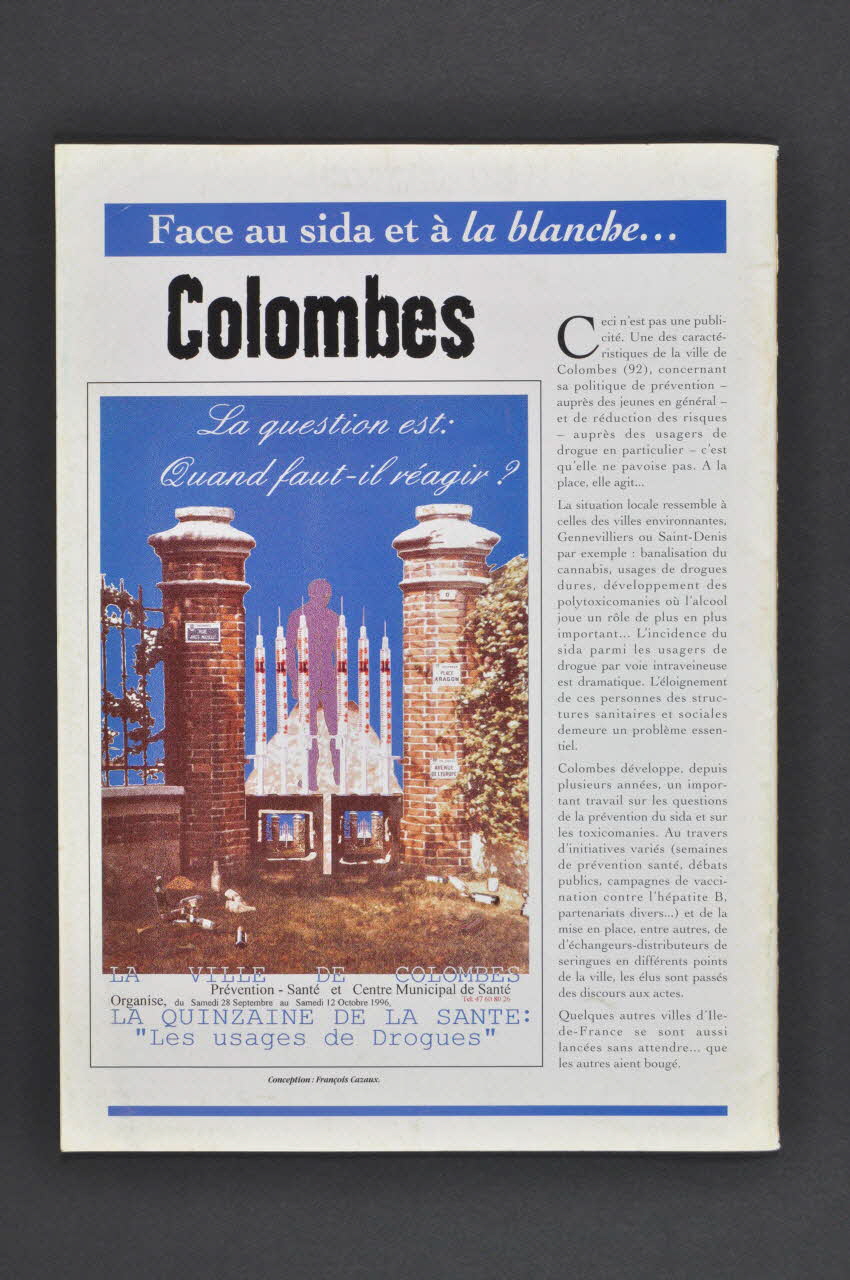 Face au sida et à la blanche...
Colombes
La question est:
Quand faut-il réagir ?
PLACE
ARAGON
AVENUE
DE L'EUROPE
LA VILLE DE COLOMBES
Prévention - Santé et Centre Municipal de Santé
Organise, du Samedi 28 Septembre au Samedi 12 Octobre 1996, Tél: 47 60 80 26
LA QUINZAINE DE LA SANTE:
"Les usages de Drogues"
Conception : François Cazaux.
Ceci n'est pas une publi-
cité. Une des caracté-
ristiques de la ville de
Colombes (92), concernant
sa politique de prévention –
auprès des jeunes en général –
et de réduction des risques
– auprès des usagers de
drogue en particulier – c'est
qu'elle ne pavoise pas. A la
place, elle agit...
La situation locale ressemble à
celles des villes environnantes,
Gennevilliers ou Saint-Denis
par exemple : banalisation du
cannabis, usages de drogues
dures, développement des
polytoxicomanies où l'alcool
joue un rôle de plus en plus
important... L'incidence du
sida parmi les usagers de
drogue par voie intraveineuse
est dramatique. L'éloignement
de ces personnes des struc-
tures sanitaires et sociales
demeure un problème essen-
tiel.
Colombes développe, depuis
plusieurs années, un impor-
tant travail sur les questions
de la prévention du sida et sur
les toxicomanies. Au travers
d'initiatives variés (semaines
de prévention santé, débats
publics, campagnes de vacci-
nation contre l'hépatite B,
partenariats divers...) et de la
mise en place, entre autres, de
d'échangeurs-distributeurs de
seringues en différents points
de la ville, les élus sont passés
des discours aux actes.
Quelques autres villes d'Ile-
de-France se sont aussi
lancées sans attendre... que
les autres aient bougé.